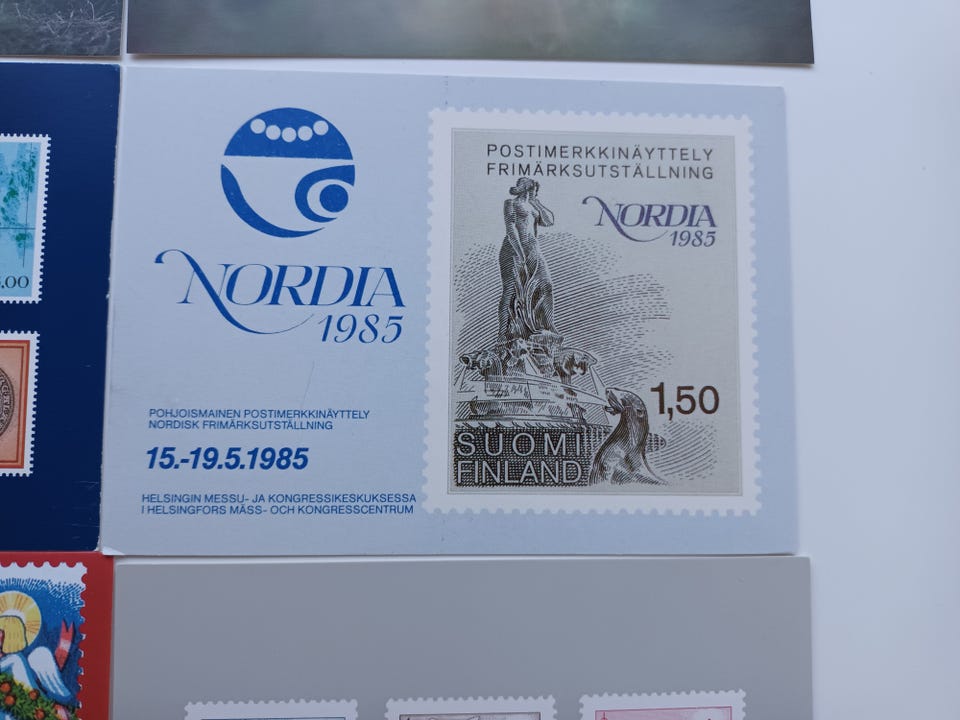 NORDIA
1985
POHJOISMAINEN POSTIMERKKINÄYTTELY
NORDISK FRIMÄRKSUTSTÄLLNING
15.-19.5.1985
HELSINGIN MESSU- JA KONGRESSIKESKUKSESSA
I HELSINGFORS MÄSS- OCH KONGRESSCENTRUM
POSTIMERKKINÄYTTELY
FRIMÄRKSUTSTÄLLNING
NORDIA
1985
1,50
SUOMI
FINLAND